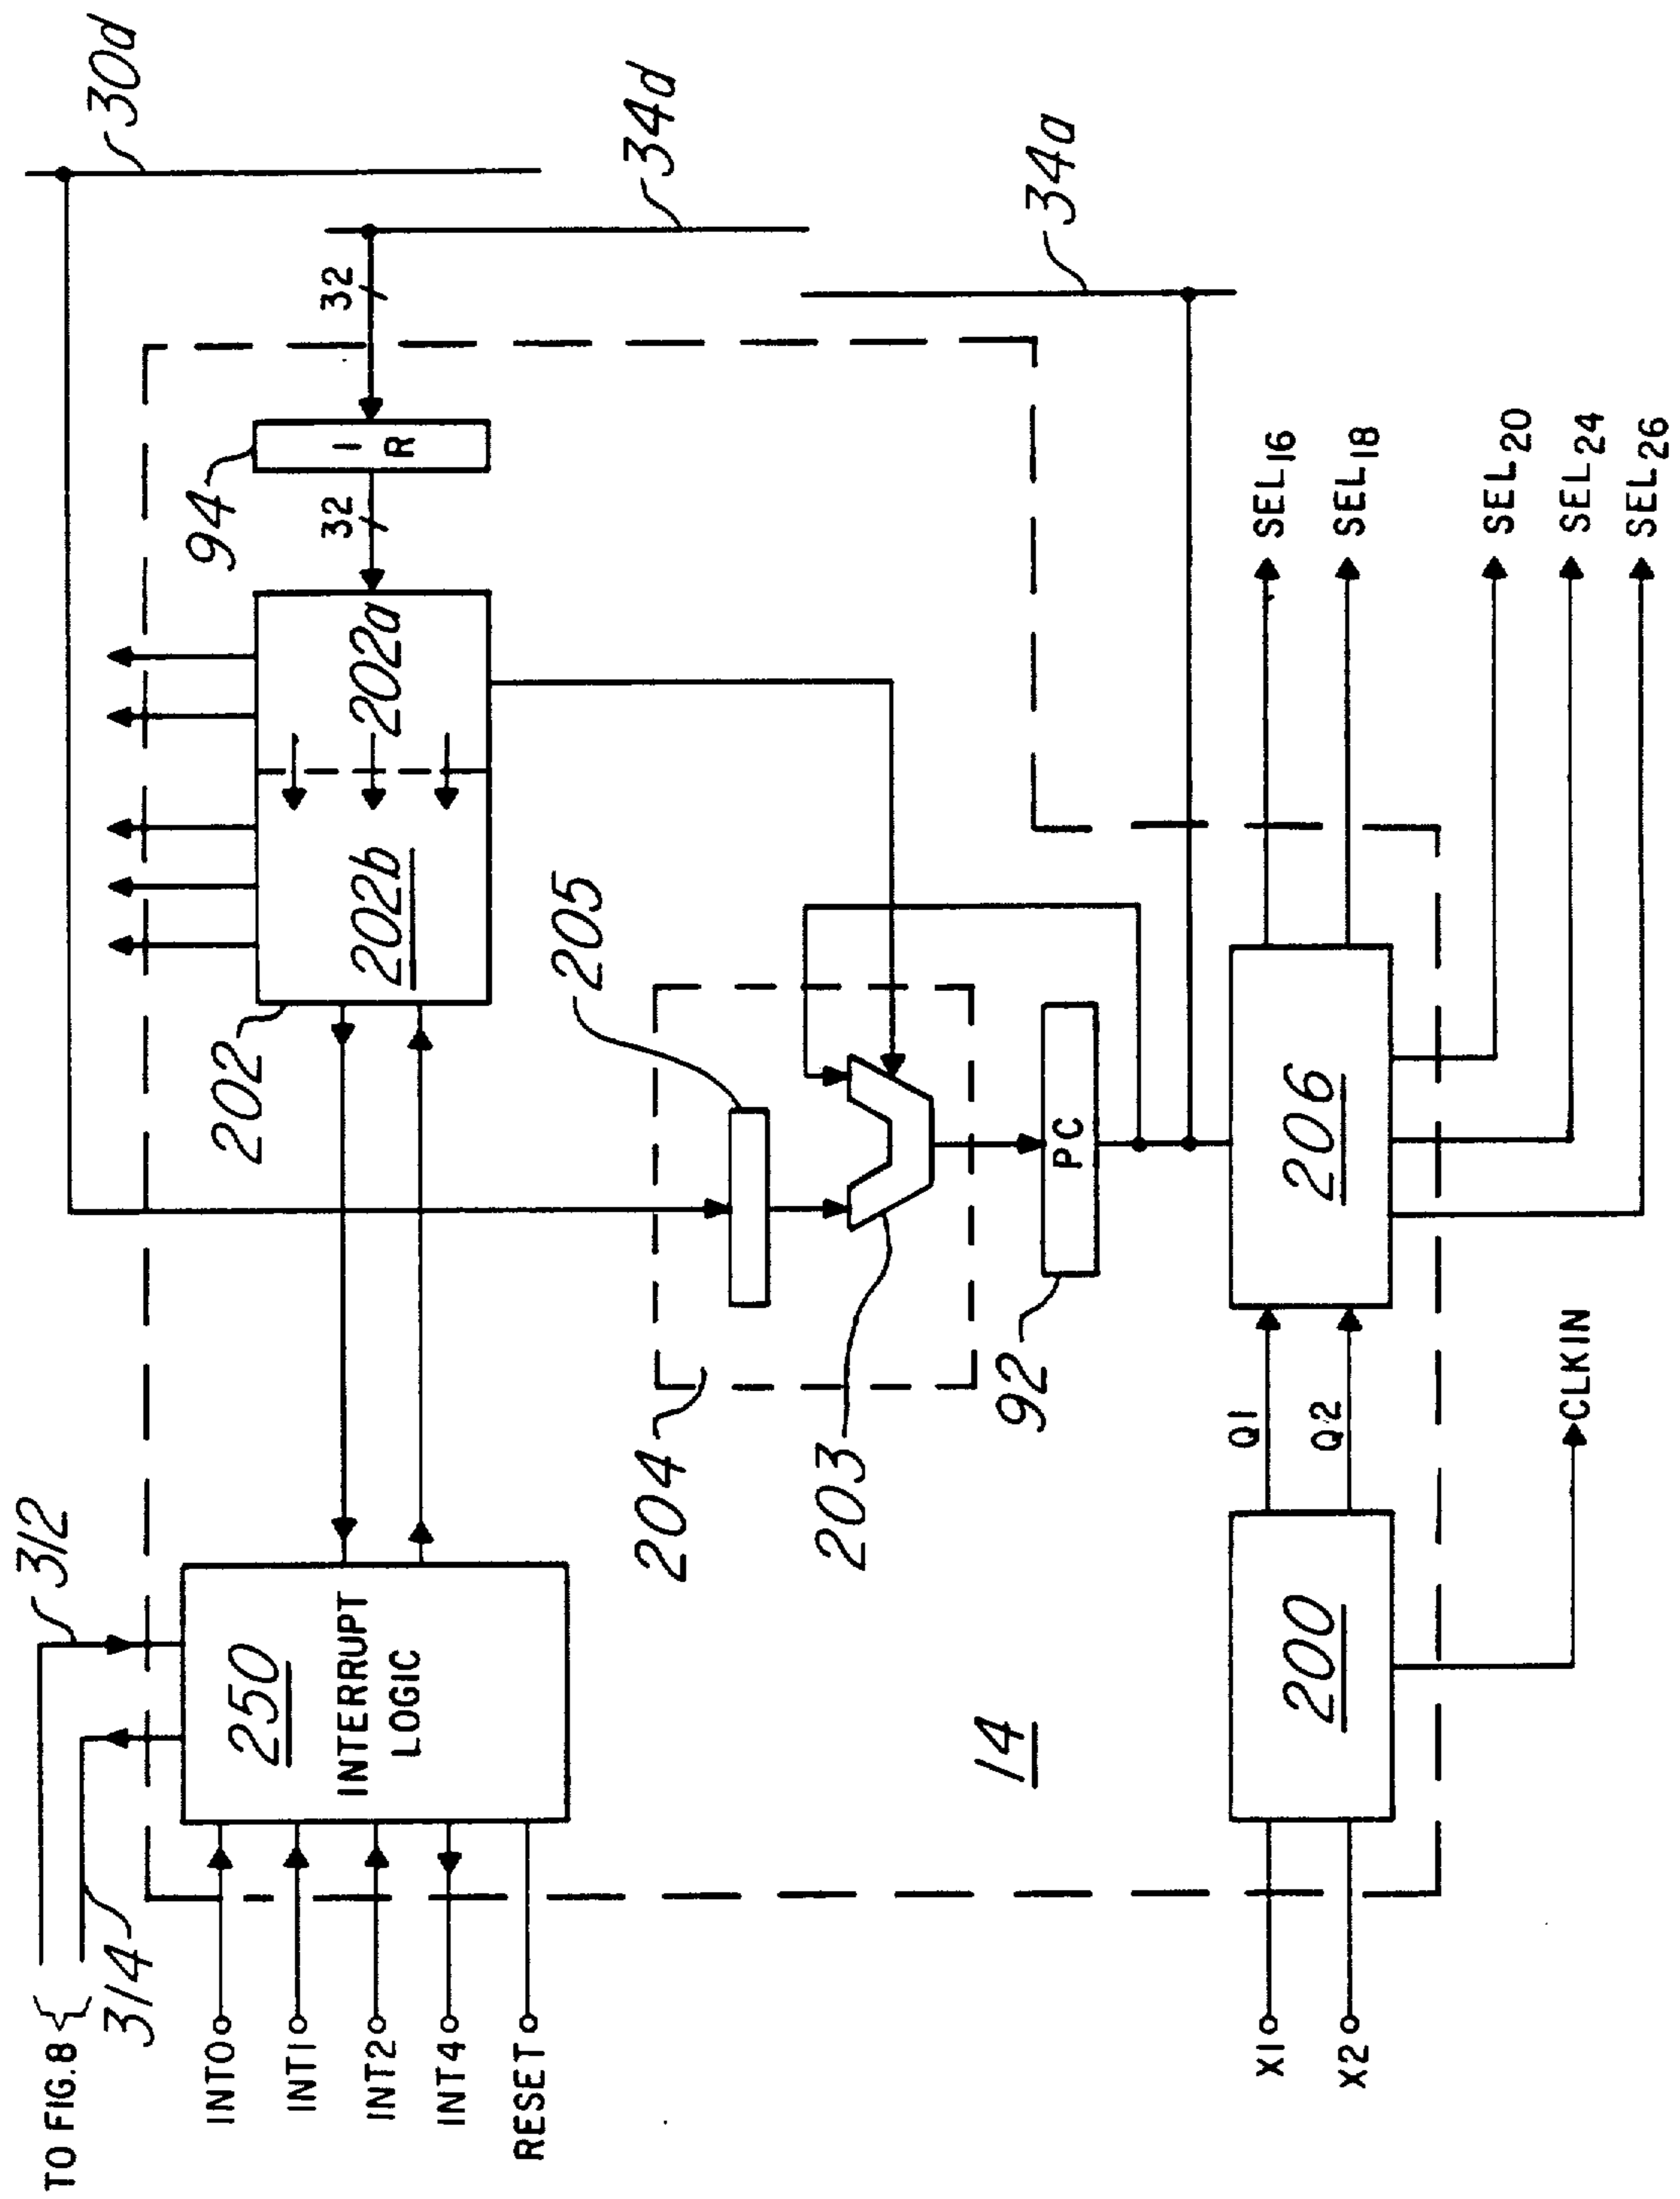 TO FIG.8
312
314
INT0
INT1
INT2
INT4
RESET
250
INTERRUPT
LOGIC
202
202b
202a
94
32
I
R
32
30d
34d
34a
204
205
203
92
PC
14
X1
X2
200
Q1
Q2
CLKIN
206
SEL16
SEL18
SEL20
SEL24
SEL26